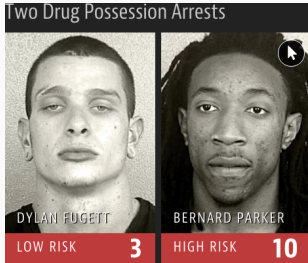 Two Drug Possession Arrests
DYLAN FUGETT
BERNARD PARKER
LOW RISK 3
HIGH RISK 10